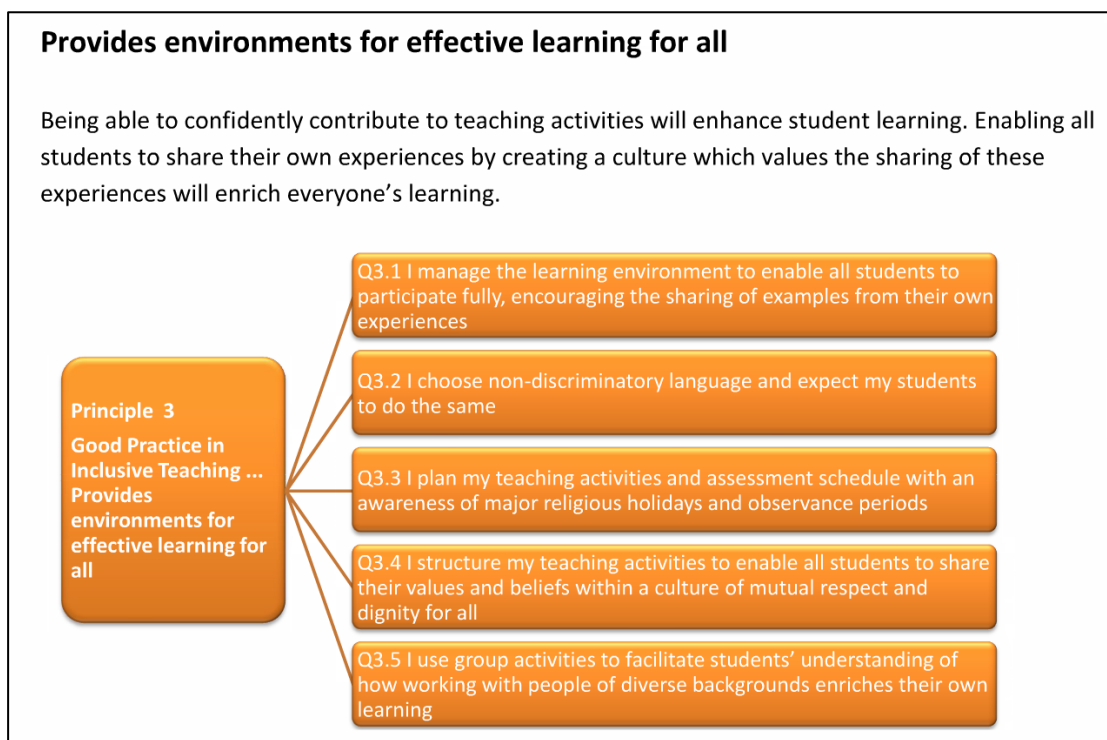 Provides environments for effective learning for all
Being able to confidently contribute to teaching activities will enhance student learning. Enabling all
students to share their own experiences by creating a culture which values the sharing of these
experiences will enrich everyone’s learning.
Principle 3
Good Practice in
Inclusive Teaching ...
Provides
environments for
effective learning for
all
Q3.1 I manage the learning environment to enable all students to
participate fully, encouraging the sharing of examples from their own
experiences
Q3.2 I choose non-discriminatory language and expect my students
to do the same
Q3.3 I plan my teaching activities and assessment schedule with an
awareness of major religious holidays and observance periods
Q3.4 I structure my teaching activities to enable all students to share
their values and beliefs within a culture of mutual respect and
dignity for all
Q3.5 I use group activities to facilitate students’ understanding of
how working with people of diverse backgrounds enriches their own
learning